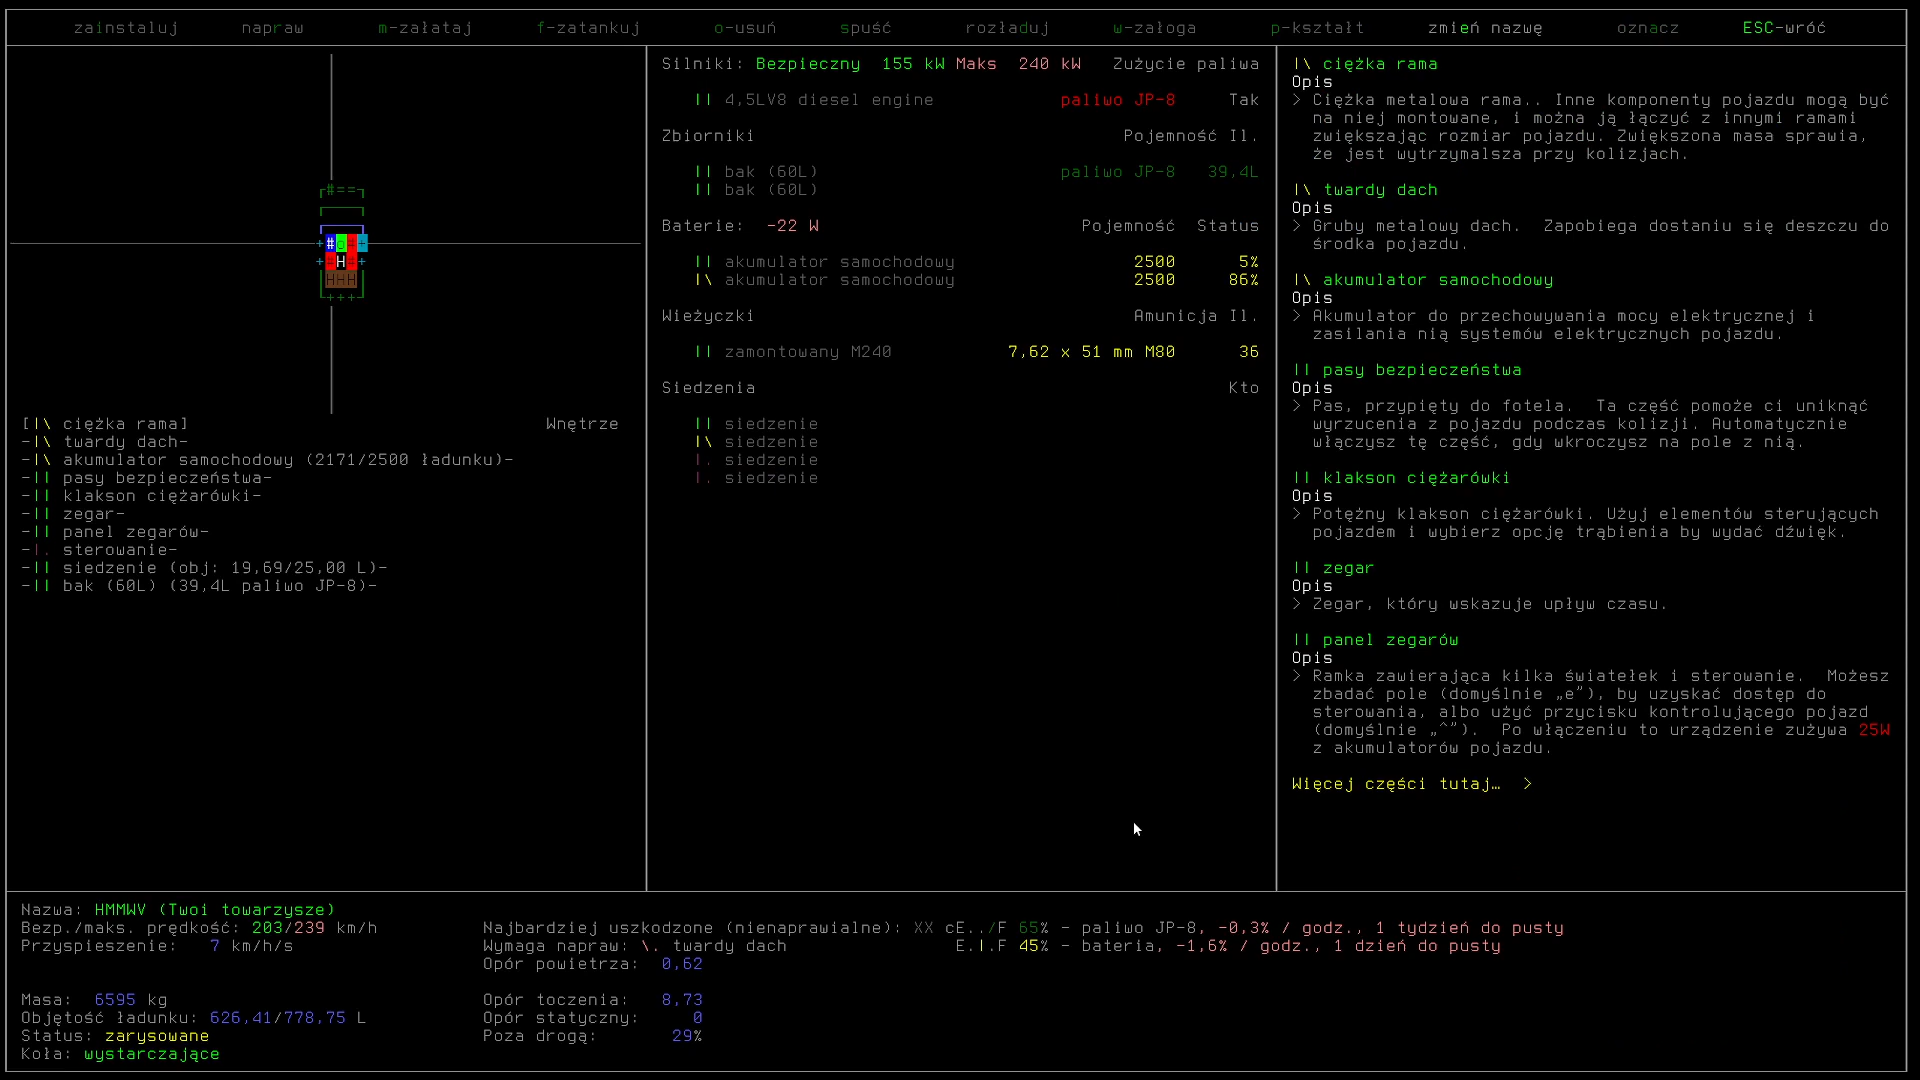 zainstaluj napraw m-załataj f-zatankuj o-usuń spuść rozładuj w-załoga p-kształt zmień nazwę oznacz ESC-wróć
[|\ ciężka rama] Wnętrze
-|\ twardy dach-
-|\ akumulator samochodowy (2171/2500 ładunku)-
-|| pasy bezpieczeństwa-
-|| klakson ciężarówki-
-|| zegar-
-|| panel zegarów-
-|. sterowanie-
-|| siedzenie (obj: 19,69/25,00 L)-
-|| bak (60L) (39,4L paliwo JP-8)-
Silniki: Bezpieczny 155 kW Maks 240 kW Zużycie paliwa
|| 4,5LV8 diesel engine paliwo JP-8 Tak
Zbiorniki Pojemność Il.
|| bak (60L) paliwo JP-8 39,4L
|| bak (60L)
Baterie: -22 W Pojemność Status
|| akumulator samochodowy 2500 5%
|\ akumulator samochodowy 2500 86%
Wieżyczki Amunicja Il.
|| zamontowany M240 7,62 x 51 mm M80 36
Siedzenia Kto
|| siedzenie
|\ siedzenie
|. siedzenie
|. siedzenie
|\ ciężka rama
Opis
> Ciężka metalowa rama.. Inne komponenty pojazdu mogą być
na niej montowane, i można ją łączyć z innymi ramami
zwiększając rozmiar pojazdu. Zwiększona masa sprawia,
że jest wytrzymalsza przy kolizjach.
|\ twardy dach
Opis
> Gruby metalowy dach. Zapobiega dostaniu się deszczu do
środka pojazdu.
|\ akumulator samochodowy
Opis
> Akumulator do przechowywania mocy elektrycznej i
zasilania nią systemów elektrycznych pojazdu.
|| pasy bezpieczeństwa
Opis
> Pas, przypięty do fotela. Ta część pomoże ci uniknąć
wyrzucenia z pojazdu podczas kolizji. Automatycznie
włączysz tę część, gdy wkroczysz na pole z nią.
|| klakson ciężarówki
Opis
> Potężny klakson ciężarówki. Użyj elementów sterujących
pojazdem i wybierz opcję trąbienia by wydać dźwięk.
|| zegar
Opis
> Zegar, który wskazuje upływ czasu.
|| panel zegarów
Opis
> Ramka zawierająca kilka światełek i sterowanie. Możesz
zbadać pole (domyślnie „e”), by uzyskać dostęp do
sterowania, albo użyć przycisku kontrolującego pojazd
(domyślnie „^”). Po włączeniu to urządzenie zużywa 25W
z akumulatorów pojazdu.
Więcej części tutaj… >
Nazwa: HMMWV (Twoi towarzysze)
Bezp./maks. prędkość: 203/239 km/h
Przyspieszenie: 7 km/h/s
Masa: 6595 kg
Objętość ładunku: 626,41/778,75 L
Status: zarysowane
Koła: wystarczające
Najbardziej uszkodzone (nienaprawialne): XX cE../F 65% - paliwo JP-8, -0,3% / godz., 1 tydzień do pusty
Wymaga napraw: \. twardy dach E.|.F 45% - bateria, -1,6% / godz., 1 dzień do pusty
Opór powietrza: 0,62
Opór toczenia: 8,73
Opór statyczny: 0
Poza drogą: 29%